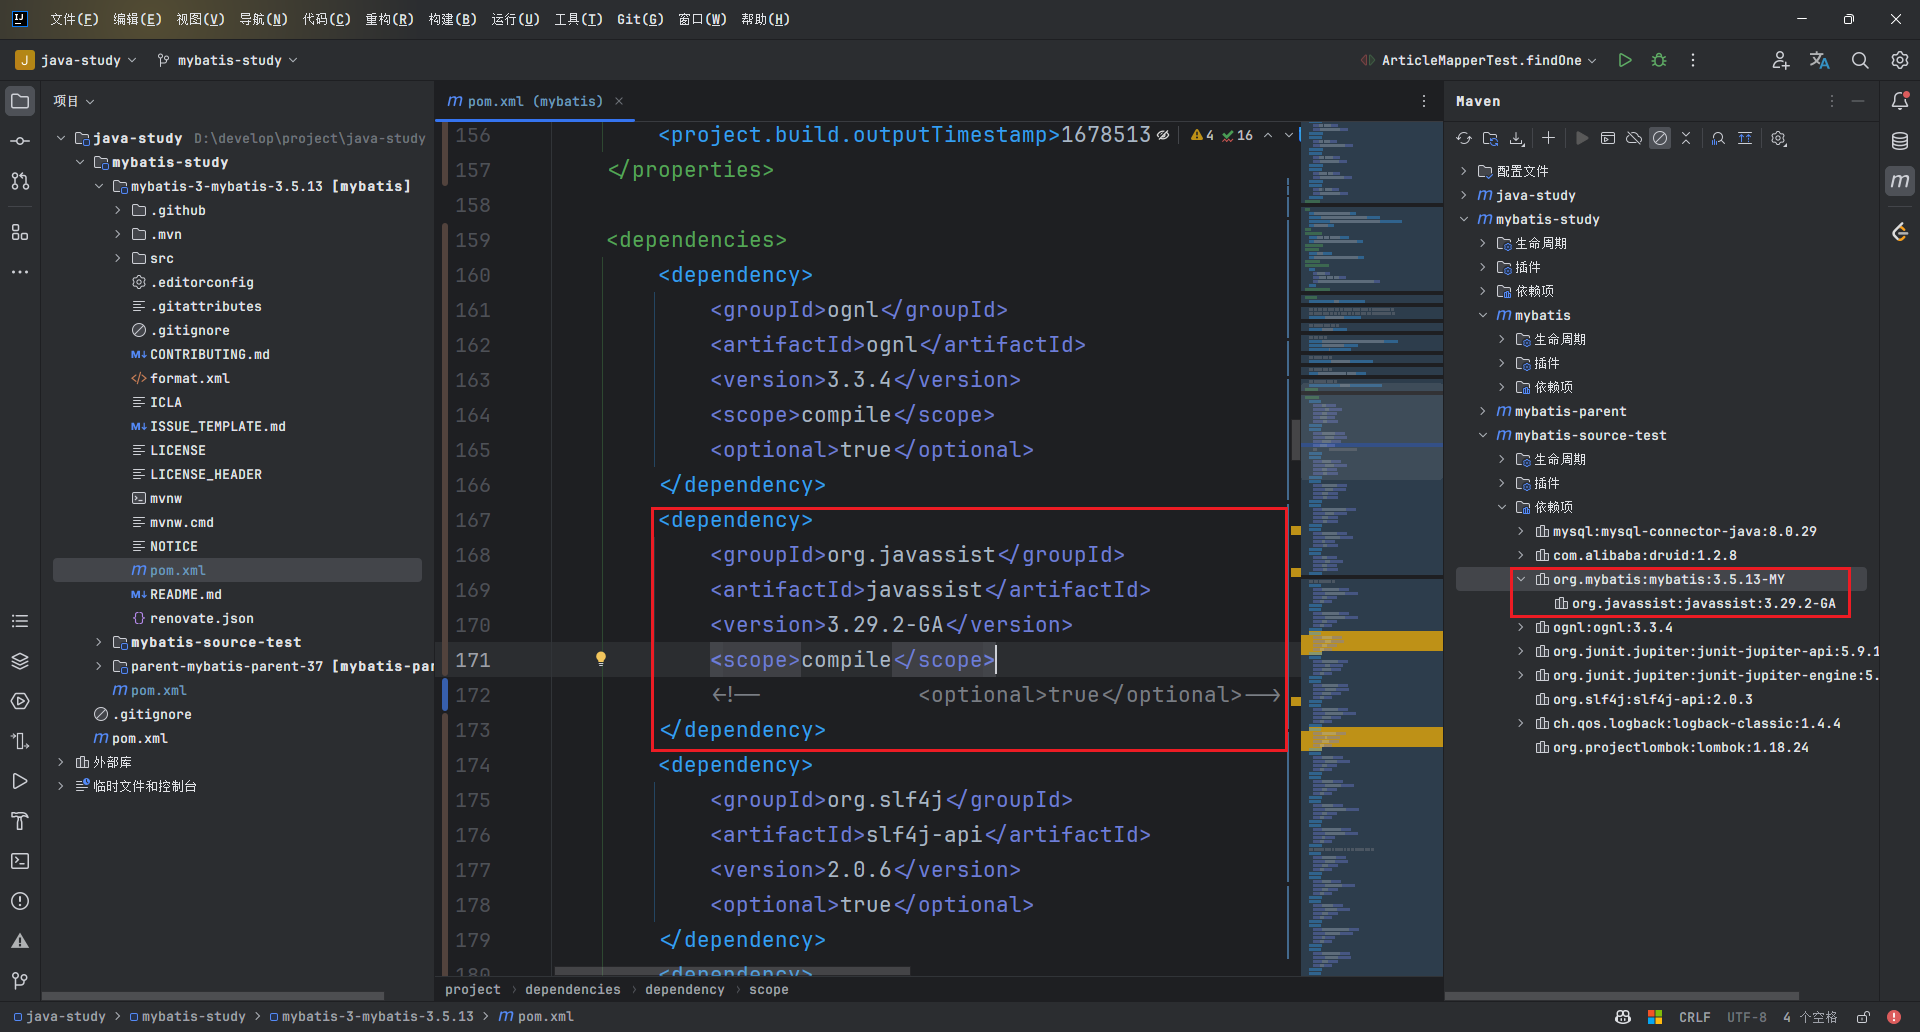 文件(F) 编辑(E) 视图(V) 导航(N) 代码(C) 重构(R) 构建(B) 运行(U) 工具(T) Git(G) 窗口(W) 帮助(H)
J java-study mybatis-study ArticleMapperTest.findOne
项目
java-study D:\develop\project\java-study
mybatis-study
mybatis-3-mybatis-3.5.13 [mybatis]
.github
.mvn
src
.editorconfig
.gitattributes
.gitignore
CONTRIBUTING.md
format.xml
ICLA
ISSUE_TEMPLATE.md
LICENSE
LICENSE_HEADER
mvnw
mvnw.cmd
NOTICE
pom.xml
README.md
renovate.json
mybatis-source-test
parent-mybatis-parent-37 [mybatis-par
pom.xml
.gitignore
pom.xml
外部库
临时文件和控制台
pom.xml (mybatis)
4 16
156 <project.build.outputTimestamp>1678513
157 </properties>
158
159 <dependencies>
160 <dependency>
161 <groupId>ognl</groupId>
162 <artifactId>ognl</artifactId>
163 <version>3.3.4</version>
164 <scope>compile</scope>
165 <optional>true</optional>
166 </dependency>
167 <dependency>
168 <groupId>org.javassist</groupId>
169 <artifactId>javassist</artifactId>
170 <version>3.29.2-GA</version>
171 <scope>compile</scope>
172 <!-- <optional>true</optional>-->
173 </dependency>
174 <dependency>
175 <groupId>org.slf4j</groupId>
176 <artifactId>slf4j-api</artifactId>
177 <version>2.0.6</version>
178 <optional>true</optional>
179 </dependency>
180 <dependency>
project > dependencies > dependency > scope
Maven
配置文件
java-study
mybatis-study
生命周期
插件
依赖项
mybatis
生命周期
插件
依赖项
mybatis-parent
mybatis-source-test
生命周期
插件
依赖项
mysql:mysql-connector-java:8.0.29
com.alibaba:druid:1.2.8
org.mybatis:mybatis:3.5.13-MY
org.javassist:javassist:3.29.2-GA
ognl:ognl:3.3.4
org.junit.jupiter:junit-jupiter-api:5.9.1
org.junit.jupiter:junit-jupiter-engine:5.
org.slf4j:slf4j-api:2.0.3
ch.qos.logback:logback-classic:1.4.4
org.projectlombok:lombok:1.18.24
java-study > mybatis-study > mybatis-3-mybatis-3.5.13 > pom.xml
CRLF UTF-8 4 个空格